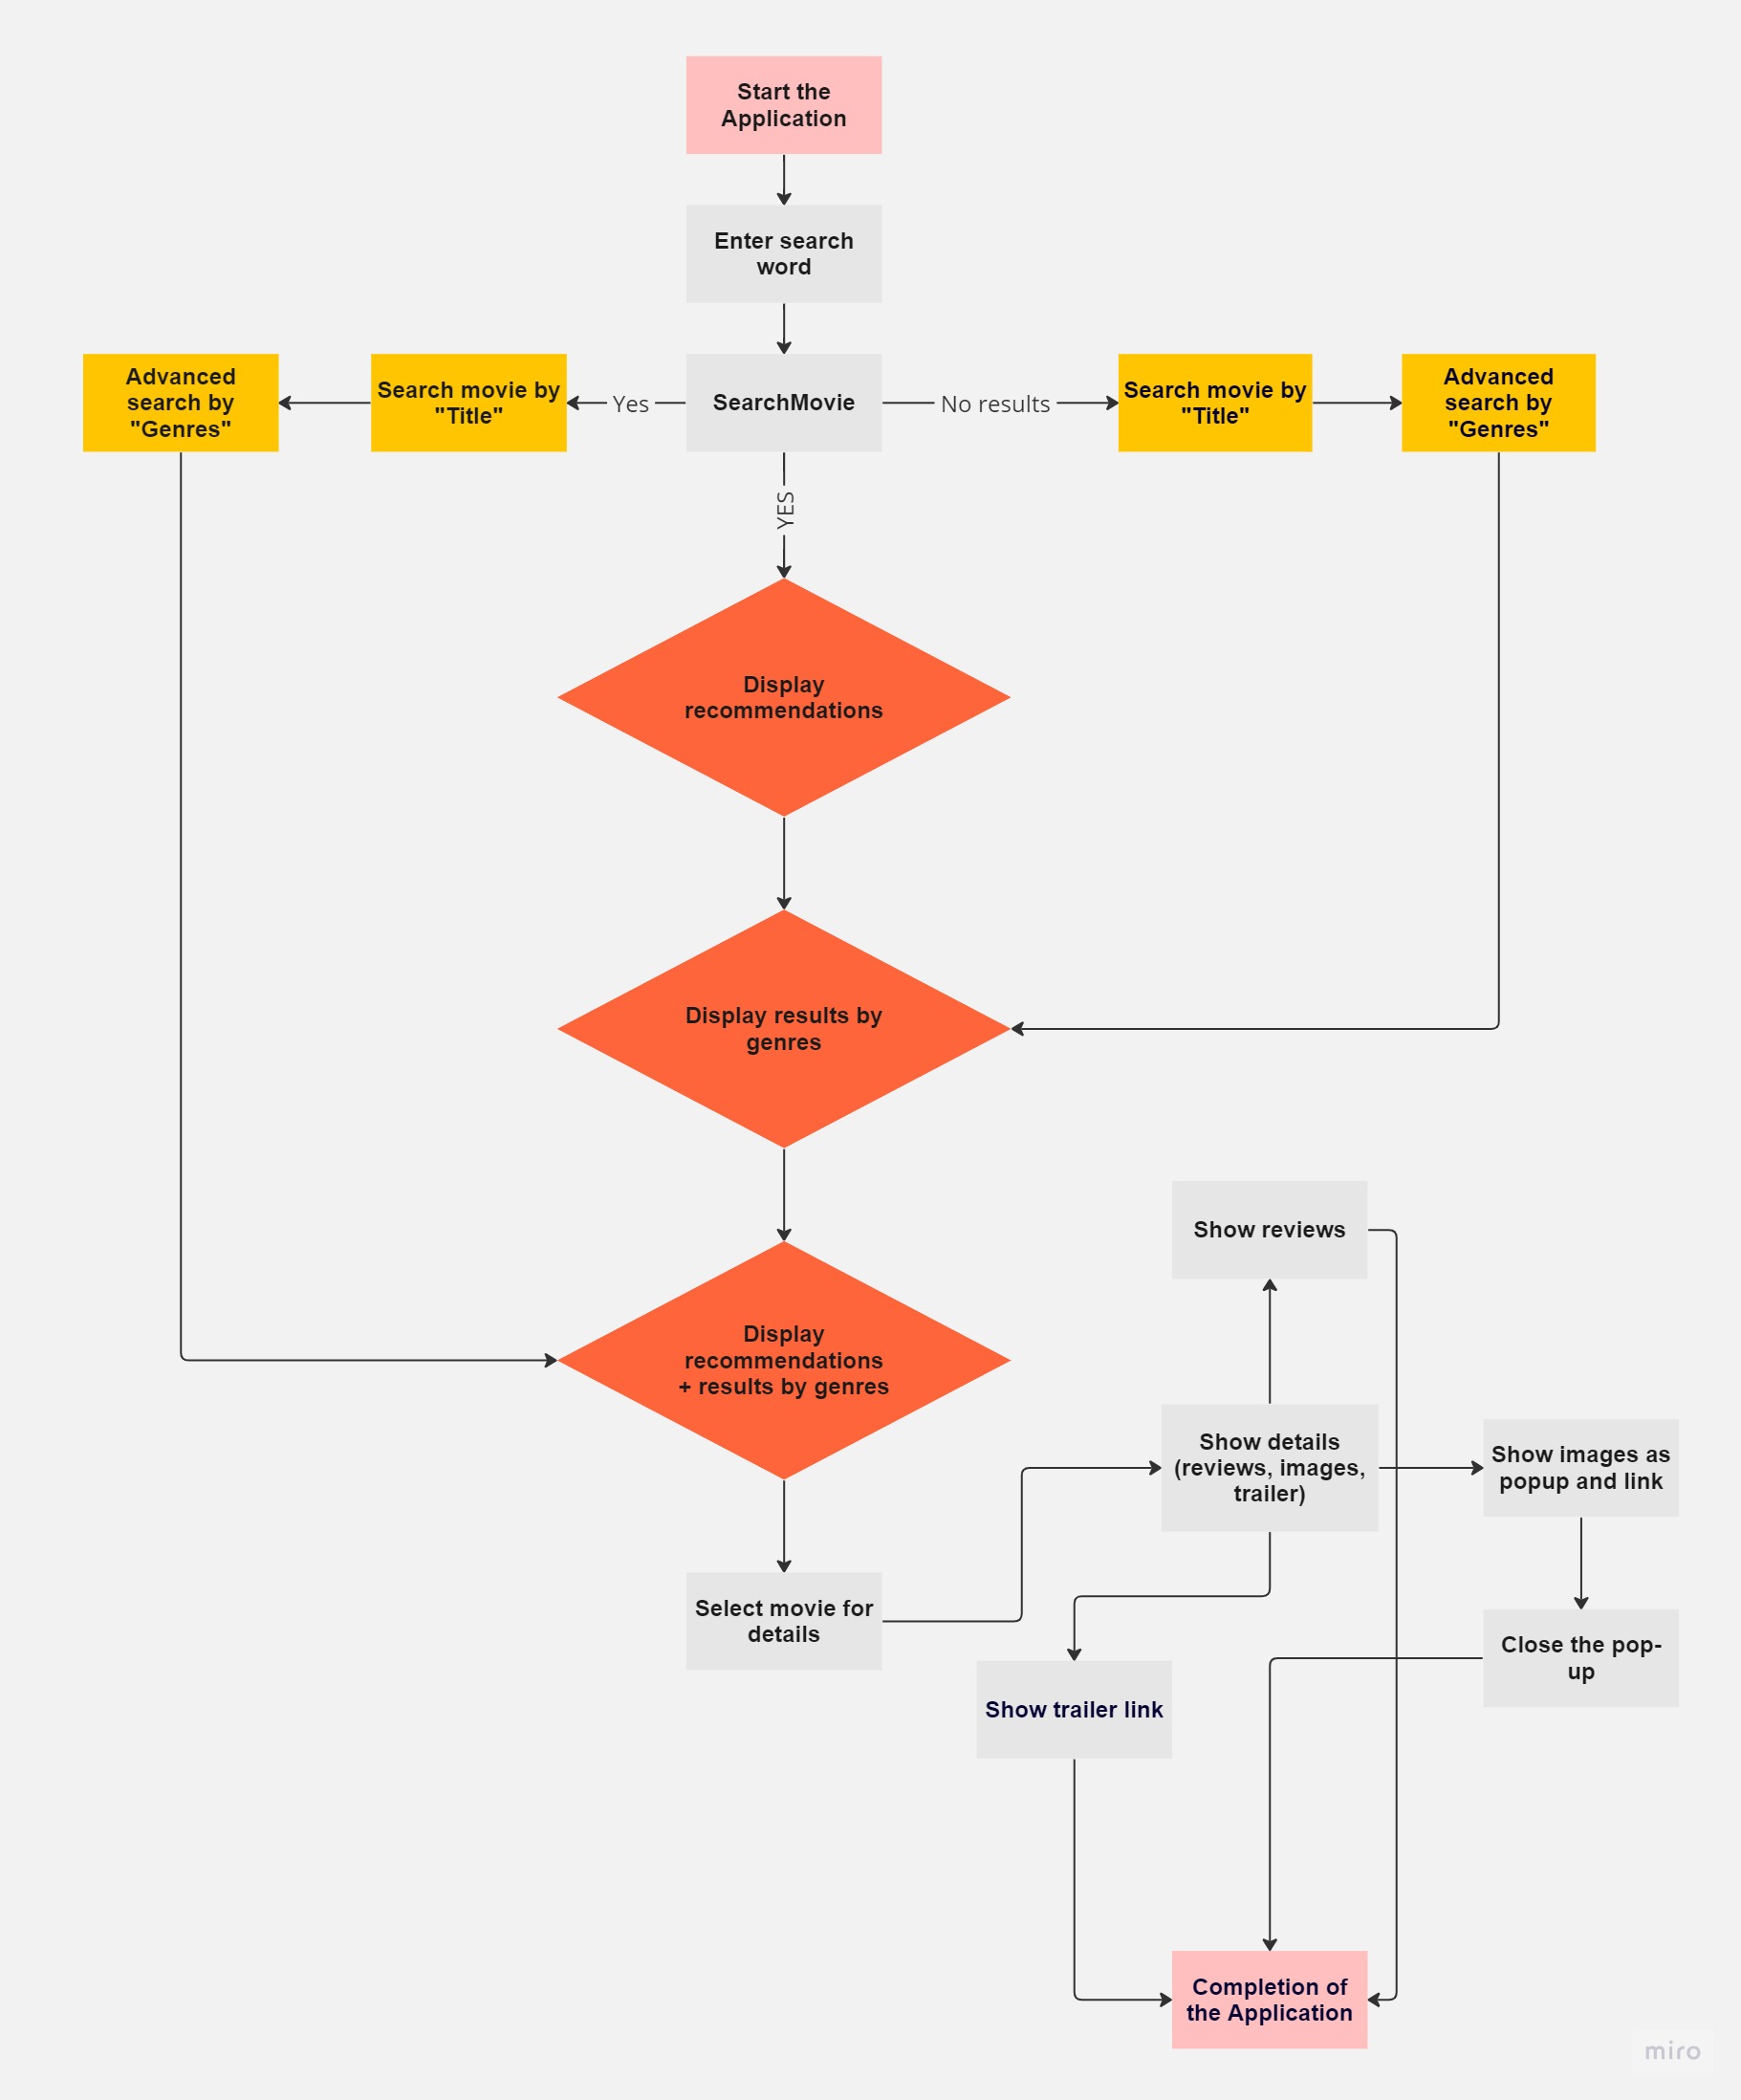 Start the
Application
Enter search
word
Advanced
search by
"Genres"
Search movie by
"Title"
Yes
SearchMovie
No results
Search movie by
"Title"
Advanced
search by
"Genres"
YES
Display
recommendations
Display results by
genres
Show reviews
Display
recommendations
+ results by genres
Show details
(reviews, images,
trailer)
Show images as
popup and link
Select movie for
details
Close the pop-
up
Show trailer link
Completion of
the Application
miro